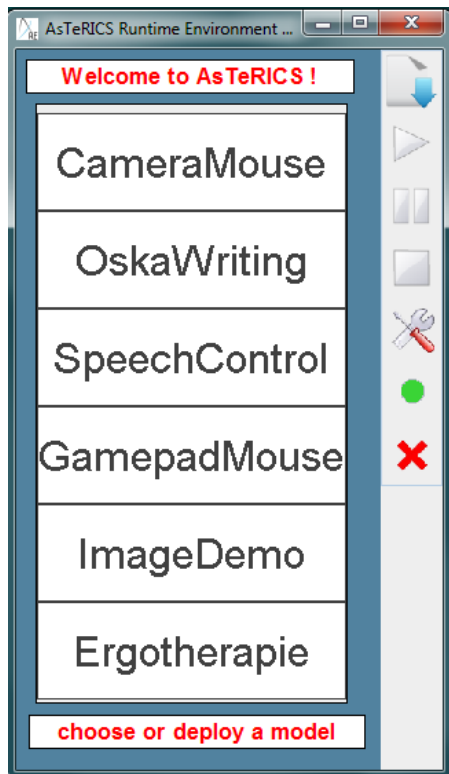 AsTeRICS Runtime Environment ...
Welcome to AsTeRICS !
CameraMouse
OskaWriting
SpeechControl
GamepadMouse
ImageDemo
Ergotherapie
choose or deploy a model